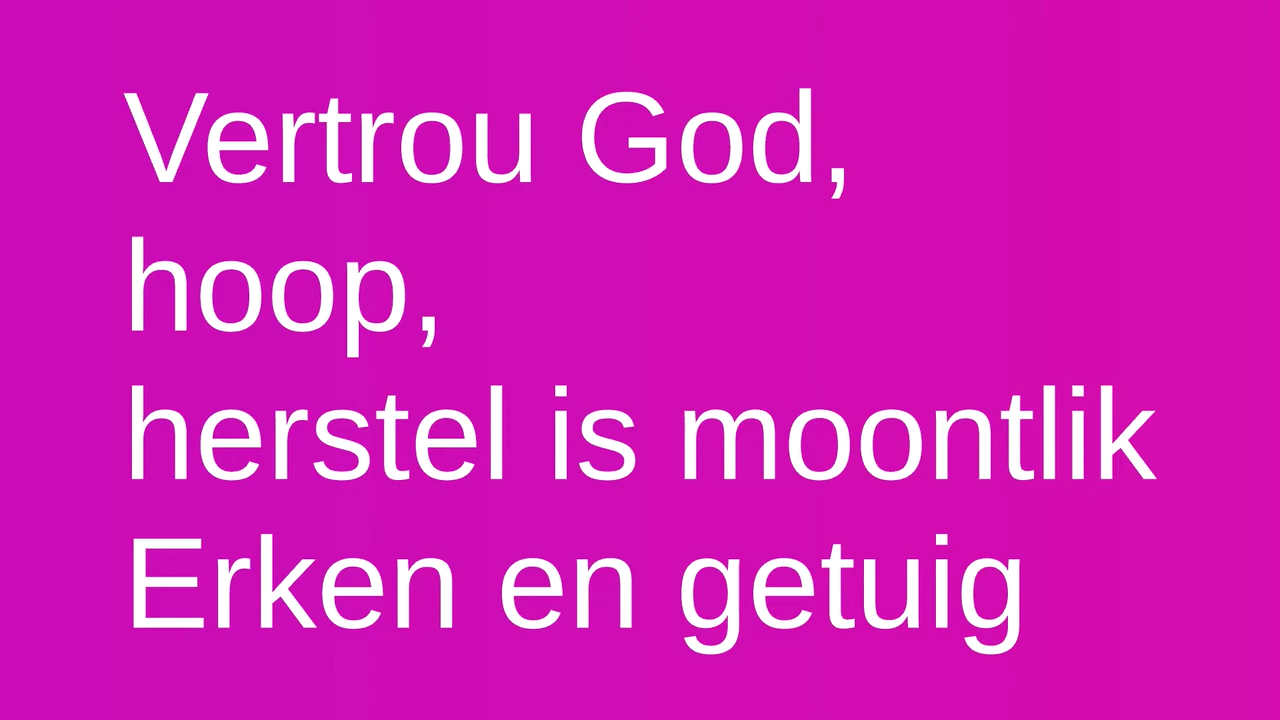 Vertrou God,
hoop,
herstel is moontlik
Erken en getuig